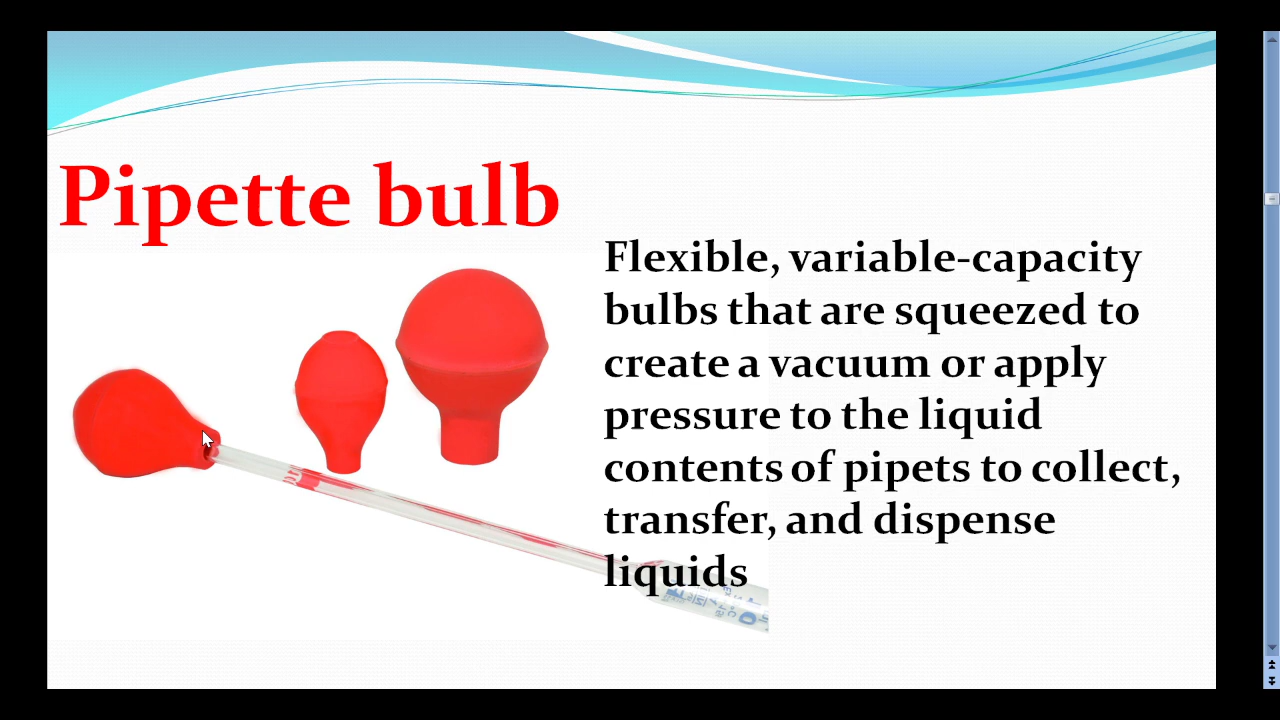 Pipette bulb
Flexible, variable-capacity
bulbs that are squeezed to
create a vacuum or apply
pressure to the liquid
contents of pipets to collect,
transfer, and dispense
liquids